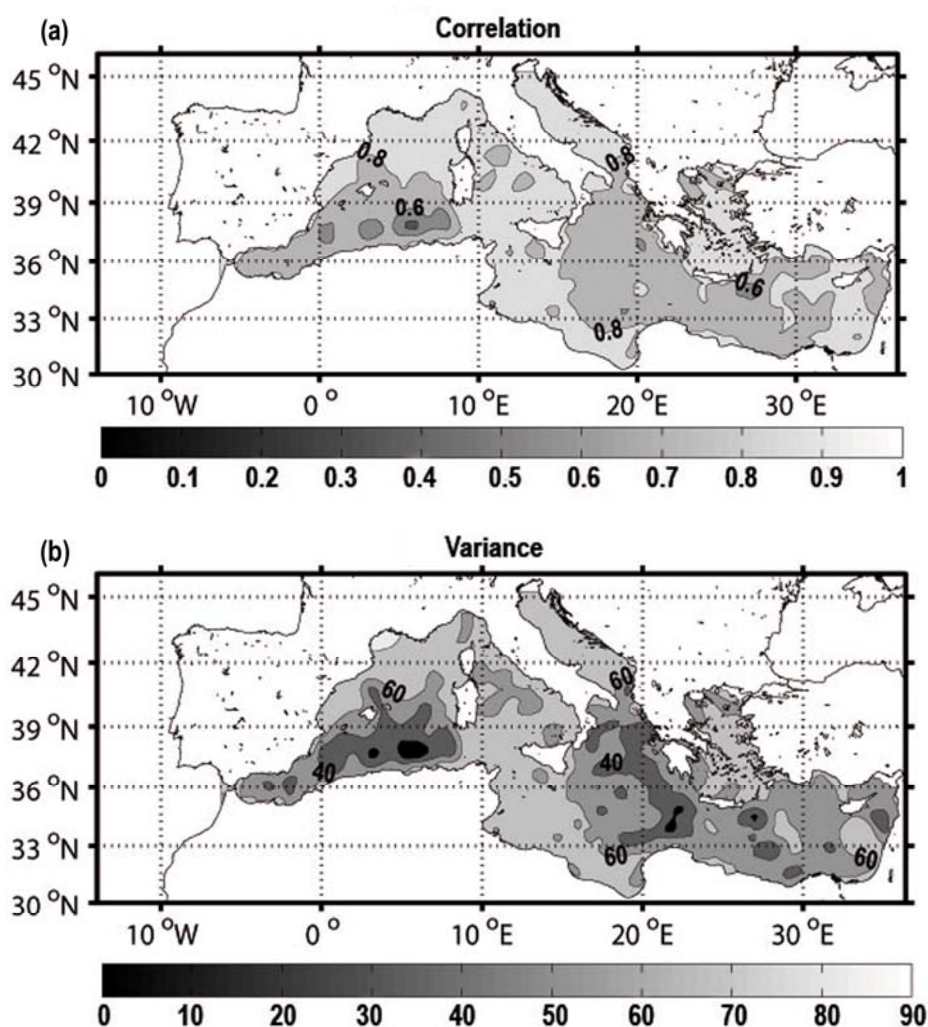 (a)
Correlation
45 °N
42 °N
39 °N
36 °N
33 °N
30 °N
0.8
0.8
0.6
0.6
0.8
10 °W
0 °
10 °E
20 °E
30 °E
0 0.1 0.2 0.3 0.4 0.5 0.6 0.7 0.8 0.9 1
(b)
Variance
45 °N
42 °N
39 °N
36 °N
33 °N
30 °N
60
60
40
40
60
60
10 °W
0 °
10 °E
20 °E
30 °E
0 10 20 30 40 50 60 70 80 90